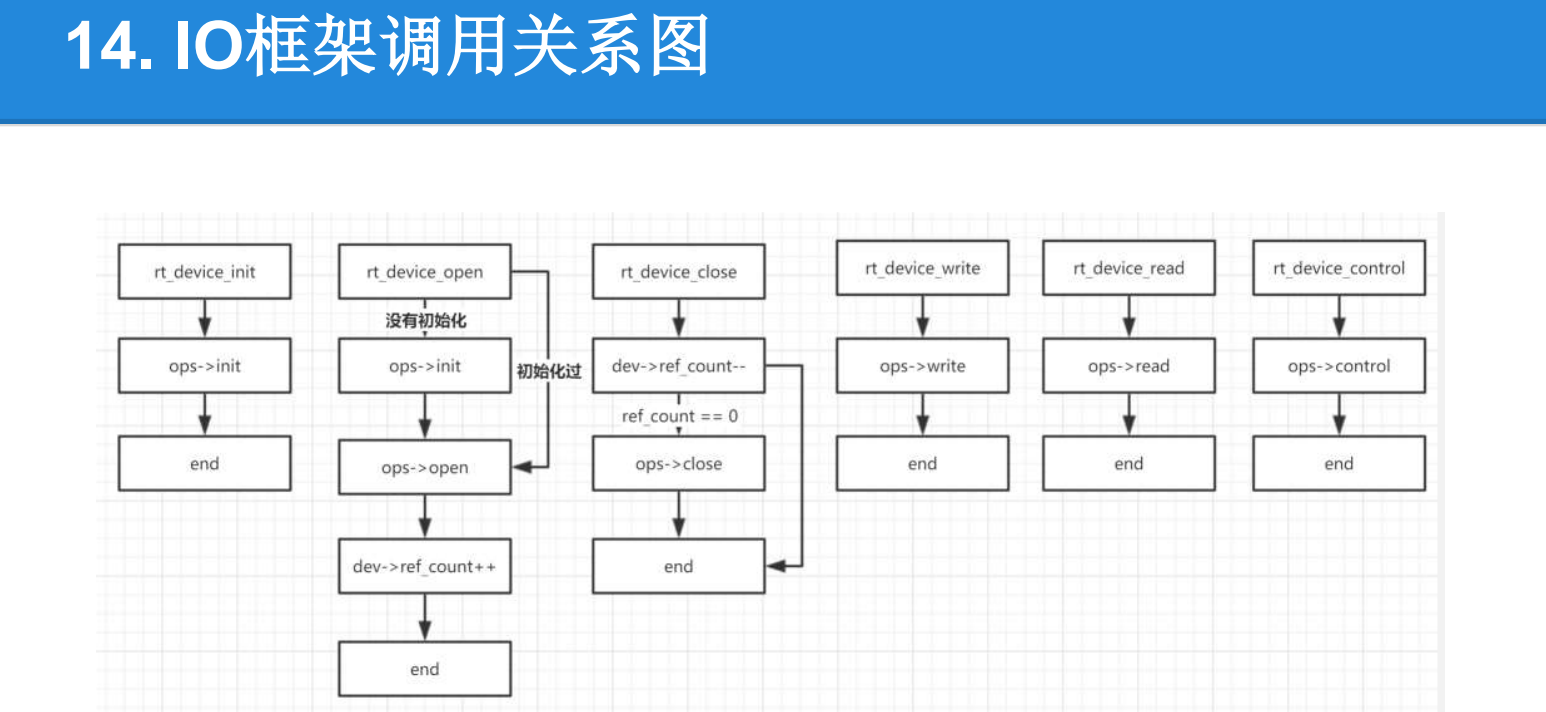 14. IO框架调用关系图
rt_device_init
ops->init
end
rt_device_open
没有初始化
初始化过
ops->init
ops->open
dev->ref_count++
end
rt_device_close
dev->ref_count--
ref_count == 0
ops->close
end
rt_device_write
ops->write
end
rt_device_read
ops->read
end
rt_device_control
ops->control
end